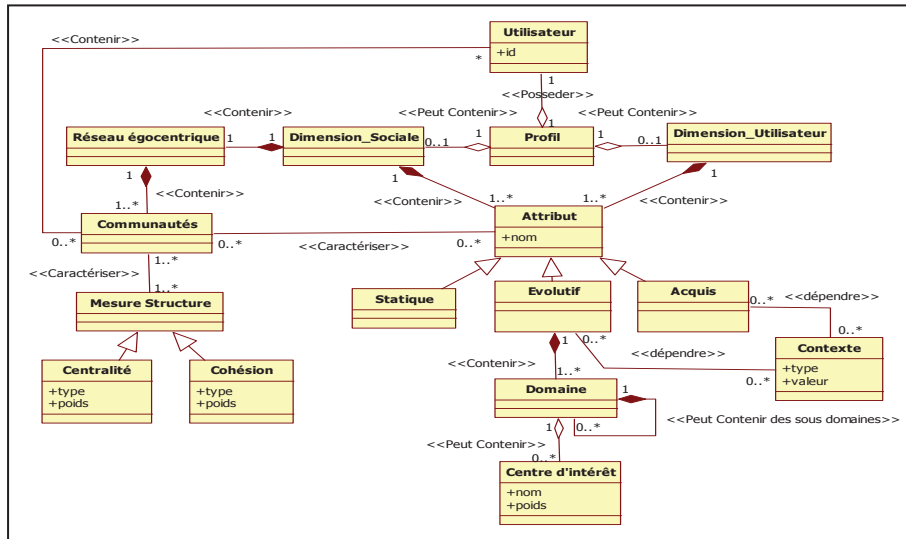 <<Contenir>>
Utilisateur
+id
*
1
<<Posseder>>
<<Contenir>>
<<Peut Contenir>>
1
<<Peut Contenir>>
Réseau égocentrique
1
1
Dimension_Sociale
0..1
1
Profil
1
0..1
Dimension_Utilisateur
1
<<Contenir>>
1..*
1
<<Contenir>>
1..*
1..*
1
<<Contenir>>
Communautés
0..*
0..*
<<Caractériser>>
0..*
Attribut
+nom
1..*
<<Caractériser>>
1..*
Mesure Structure
Statique
Evolutif
Acquis
0..*
<<dépendre>>
0..*
Centralité
+type
+poids
Cohésion
+type
+poids
1
0..*
<<Contenir>>
<<dépendre>>
1..*
0..*
Contexte
+type
+valeur
Domaine
1
1
0..*
<<Peut Contenir des sous domaines>>
<<Peut Contenir>>
0..*
Centre d'intérêt
+nom
+poids